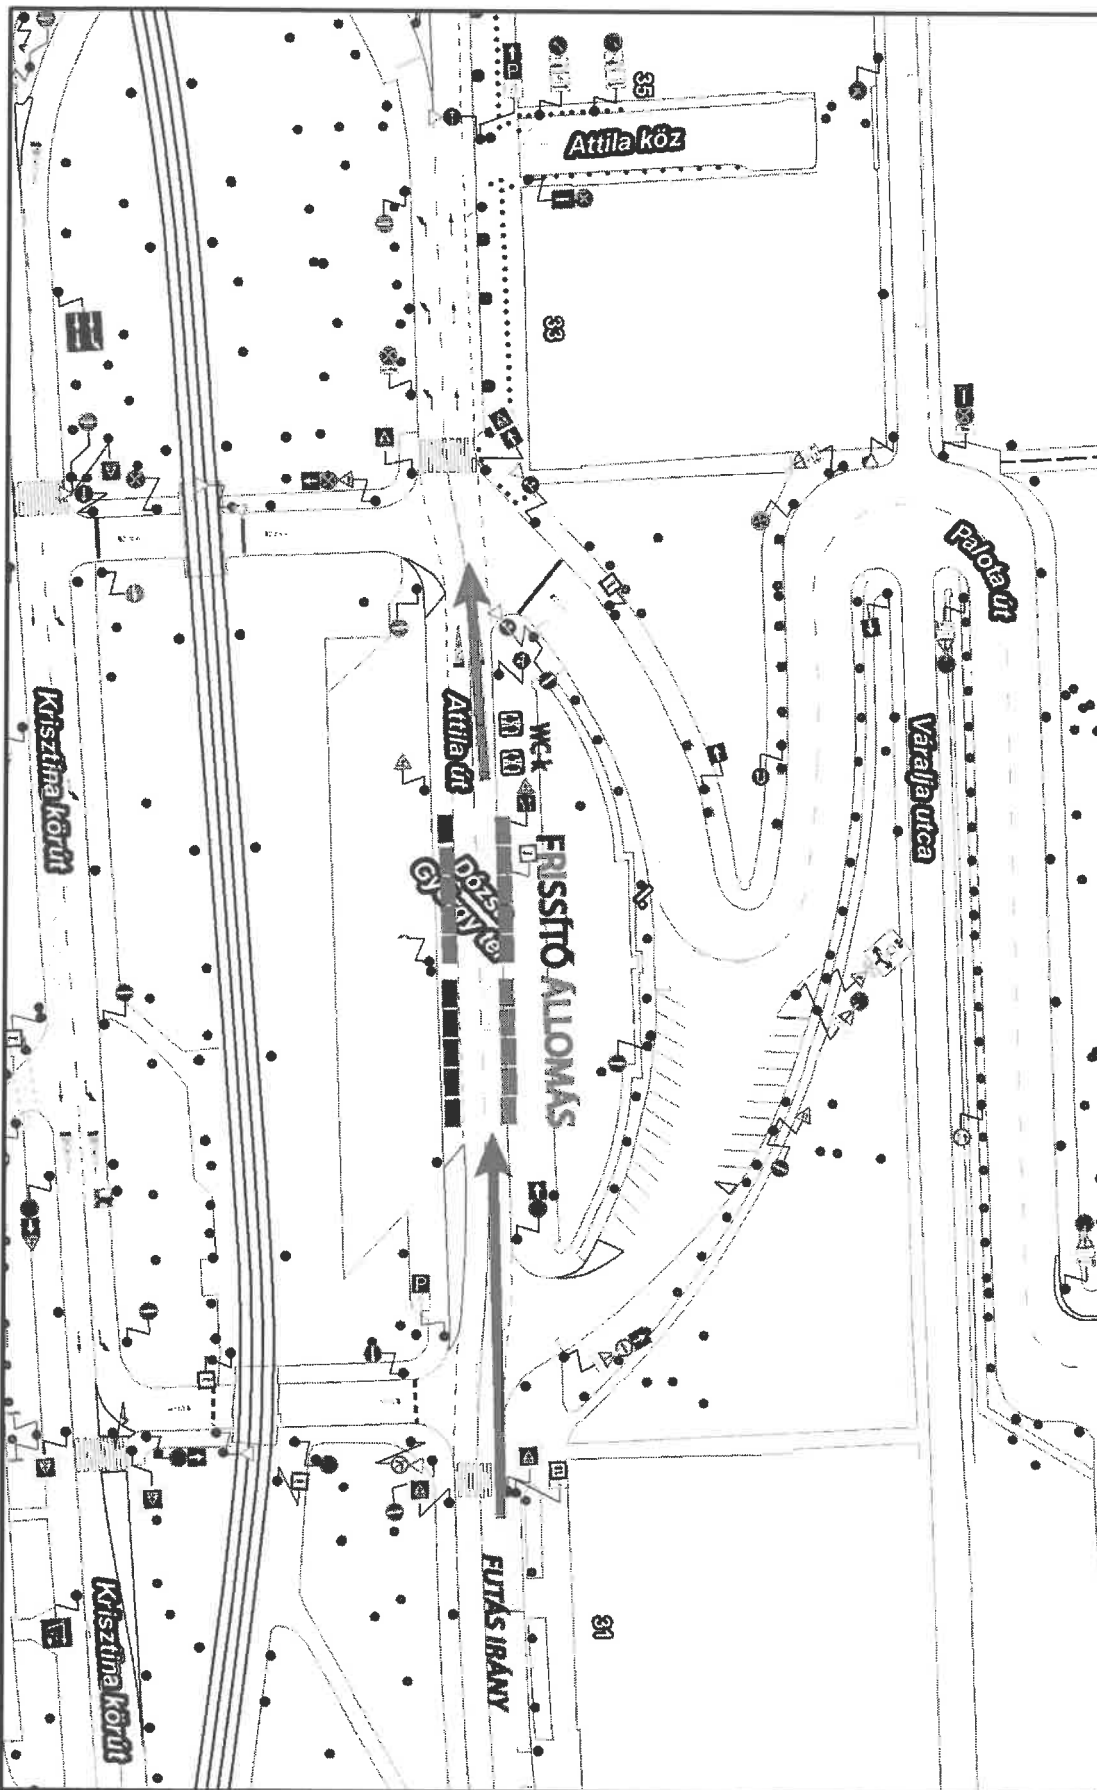 35
Attila köz
33
Palota út
Krisztina körút
Attila út
WC-k
Váralja utca
FRISSÍTŐ ÁLLOMÁS
Dózsa
György tér
P
P
FUTÁS IRÁNY
31
Krisztina körút